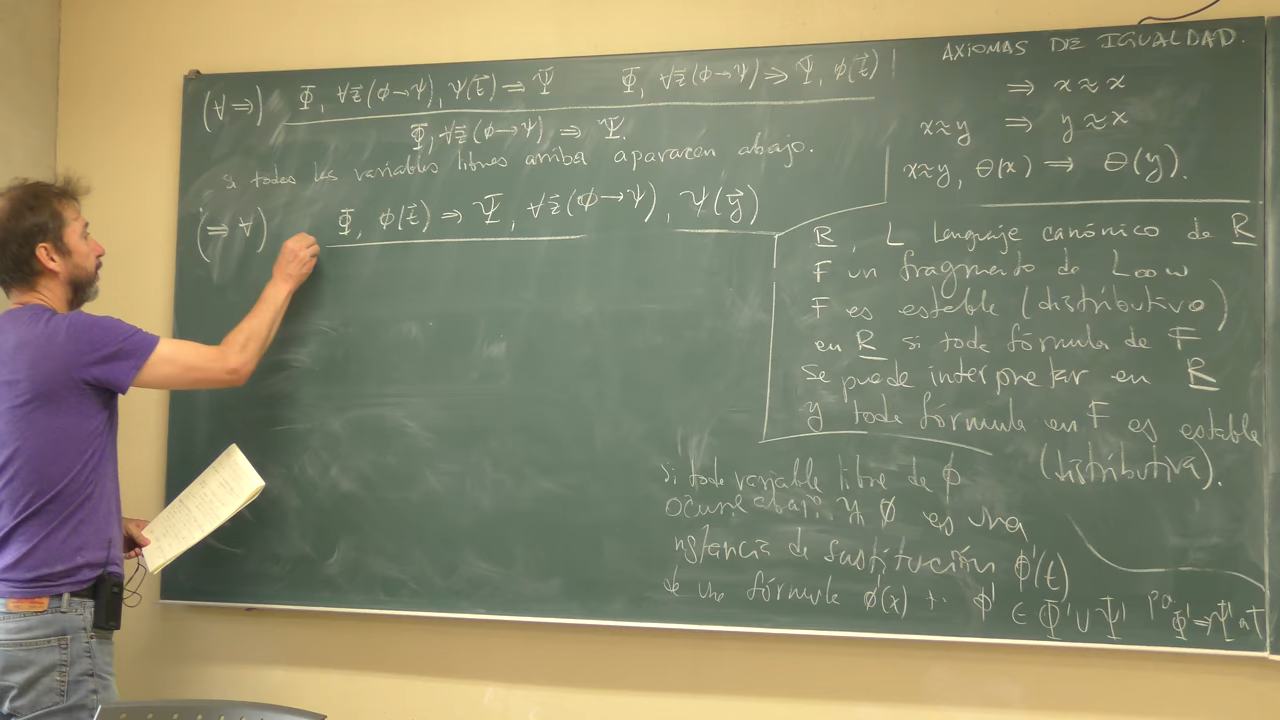 (∀⇒) Φ, ∀z⃗(ϕ→ψ), ψ(z⃗) ⇒ Ψ    Φ, ∀z⃗(ϕ→ψ) ⇒ Ψ, ϕ(z⃗)
Φ, ∀z⃗(ϕ→ψ) ⇒ Ψ.
si todas las variables libres arriba aparacen abajo.
(⇒∀) Φ, ϕ(z⃗) ⇒ Ψ, ∀z⃗(ϕ→ψ), ψ(y⃗)
AXIOMAS DE IGUALDAD.
⇒ x≈x
x≈y ⇒ y≈x
x≈y, θ(x) ⇒ θ(y).
R, L lenguaje canónico de R
F un fragmento de L∞ω
F es estable (distributivo)
en R si toda fórmula de F
se puede interpretar en R
y toda fórmula en F es estable
(distributiva).
si toda variable libre de ϕ
ocurre abajo y ϕ es una
nstancia de sustitución ϕ'(t)
de una fórmula ϕ'(x) ϕ' ∈ Φ'∪Ψ' Φ'⇒Ψ'